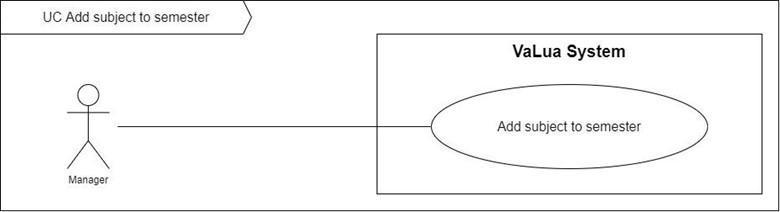 UC Add subject to semester
VaLua System
Add subject to semester
Manager